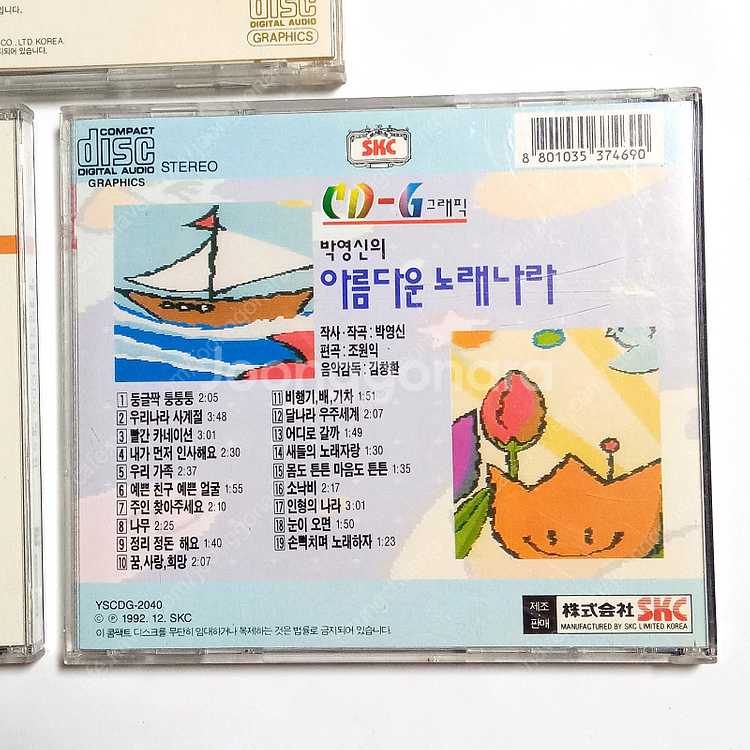 입니다.
disc
DIGITAL AUDIO
GRAPHICS
CO., LTD KOREA.
되어 있습니다.
COMPACT
disc
DIGITAL AUDIO
GRAPHICS
STEREO
SKC
8 801035 374690
CD-G 그래픽
박영신의
아름다운 노래나라
작사·작곡: 박영신
편곡: 조원익
음악감독: 김창환
Joonggonara
1 둥글짝 퉁퉁퉁 2:05
2 우리나라 사계절 3:48
3 빨간 카네이션 3:01
4 내가 먼저 인사해요 2:30
5 우리 가족 2:37
6 예쁜 친구 예쁜 얼굴 1:55
7 주인 찾아주세요 2:10
8 나무 2:25
9 정리 정돈 해요 1:40
10 꿈,사랑,희망 2:07
11 비행기,배,기차 1:51
12 달나라 우주세계 2:07
13 어디로 갈까 1:49
14 새들의 노래자랑 1:30
15 몸도 튼튼 마음도 튼튼 1:35
16 소낙비 2:17
17 인형의 나라 3:01
18 눈이 오면 1:50
19 손뼉치며 노래하자 1:23
YSCDG-2040
© ℗ 1992. 12. SKC
이 콤팩트 디스크를 무단히 임대하거나 복제하는 것은 법률로 금지되어 있습니다.
제조·판매
株式会社 SKC
MANUFACTURED BY SKC LIMITED KOREA